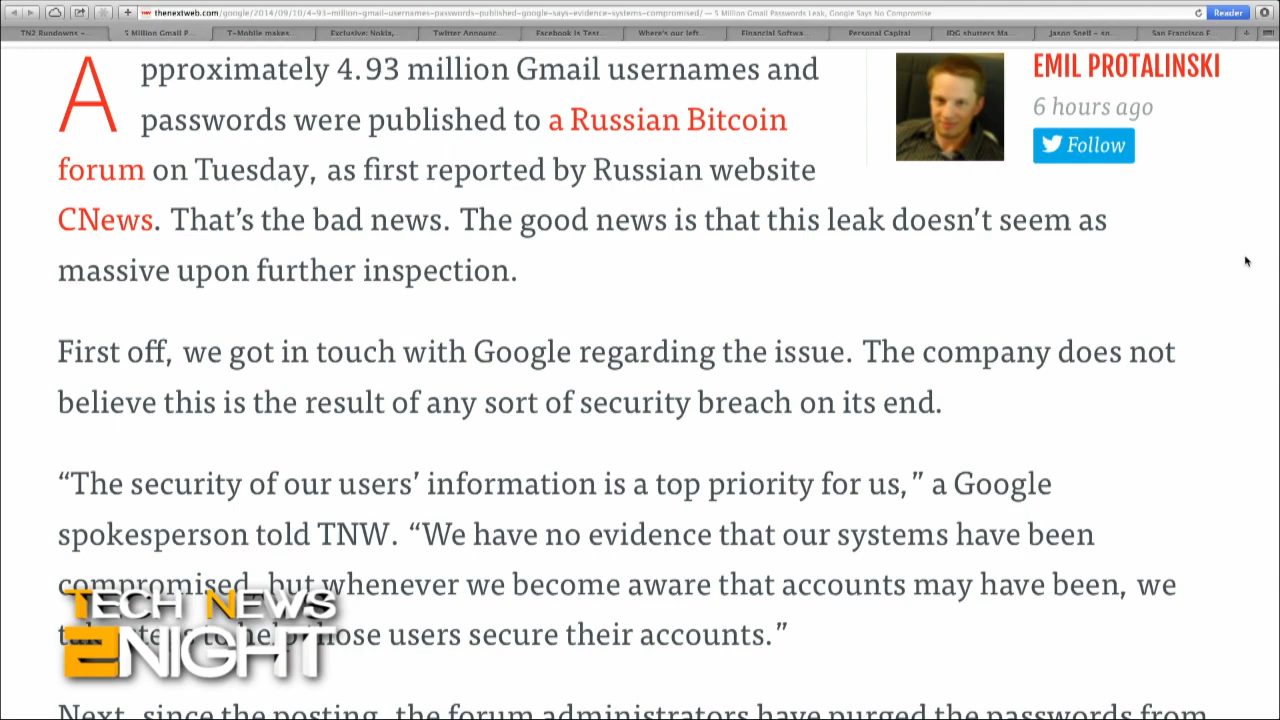 thenextweb.com/google/2014/09/10/4-93-million-gmail-usernames-passwords-published-google-says-evidence-systems-compromised/ — 5 Million Gmail Passwords Leak, Google Says No Compromise
Reader
TN2 Rundowns –
5 Million Gmail P...
T-Mobile makes
Exclusive: Nokia,
Twitter Announc...
Facebook is Test...
Where's our left...
Financial Softwa...
Personal Capital
IDG shutters Ma...
Jason Snell – sn...
San Francisco F...
Approximately 4.93 million Gmail usernames and
passwords were published to a Russian Bitcoin
forum on Tuesday, as first reported by Russian website
CNews. That’s the bad news. The good news is that this leak doesn’t seem as
massive upon further inspection.
EMIL PROTALINSKI
6 hours ago
Follow
First off, we got in touch with Google regarding the issue. The company does not
believe this is the result of any sort of security breach on its end.
“The security of our users’ information is a top priority for us,” a Google
spokesperson told TNW. “We have no evidence that our systems have been
compromised, but whenever we become aware that accounts may have been, we
take steps to help those users secure their accounts.”
Next, since the posting, the forum administrators have purged the passwords from
TECH NEWS
2NIGHT